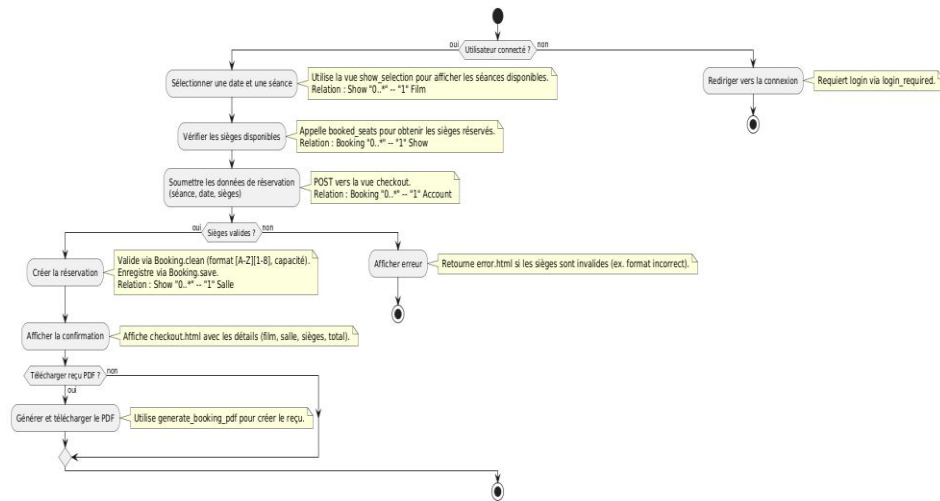 oui
Utilisateur connecté ?
non
Sélectionner une date et une séance
Utilise la vue show_selection pour afficher les séances disponibles.
Relation : Show "0..*" -- "1" Film
Rediriger vers la connexion
Requiert login via login_required.
Vérifier les sièges disponibles
Appelle booked_seats pour obtenir les sièges réservés.
Relation : Booking "0..*" -- "1" Show
Soumettre les données de réservation
(séance, date, sièges)
POST vers la vue checkout.
Relation : Booking "0..*" -- "1" Account
oui
Sièges valides ?
non
Créer la réservation
Valide via Booking.clean (format [A-Z][1-8], capacité).
Enregistre via Booking.save.
Relation : Show "0..*" -- "1" Salle
Afficher erreur
Retourne error.html si les sièges sont invalides (ex. format incorrect).
Afficher la confirmation
Affiche checkout.html avec les détails (film, salle, sièges, total).
Télécharger reçu PDF ?
non
oui
Générer et télécharger le PDF
Utilise generate_booking_pdf pour créer le reçu.